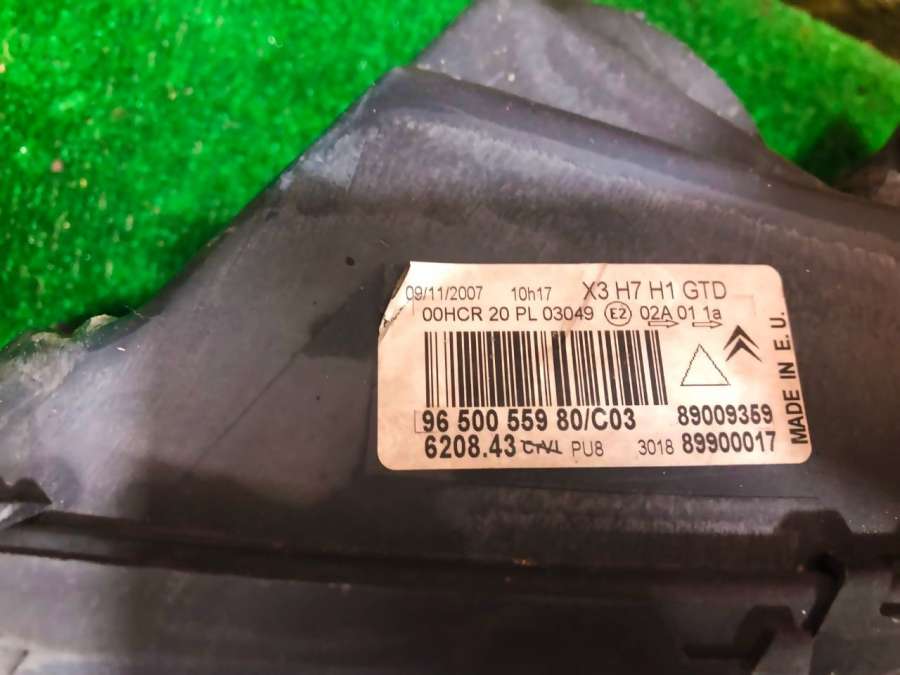 09/11/2007 10h17 X3 H7 H1 GTD
00HCR 20 PL 03049 E2 02A 01 1a
96 500 559 80/C03 89009359
6208.43 PU8 3018 89900017
MADE IN E.U.